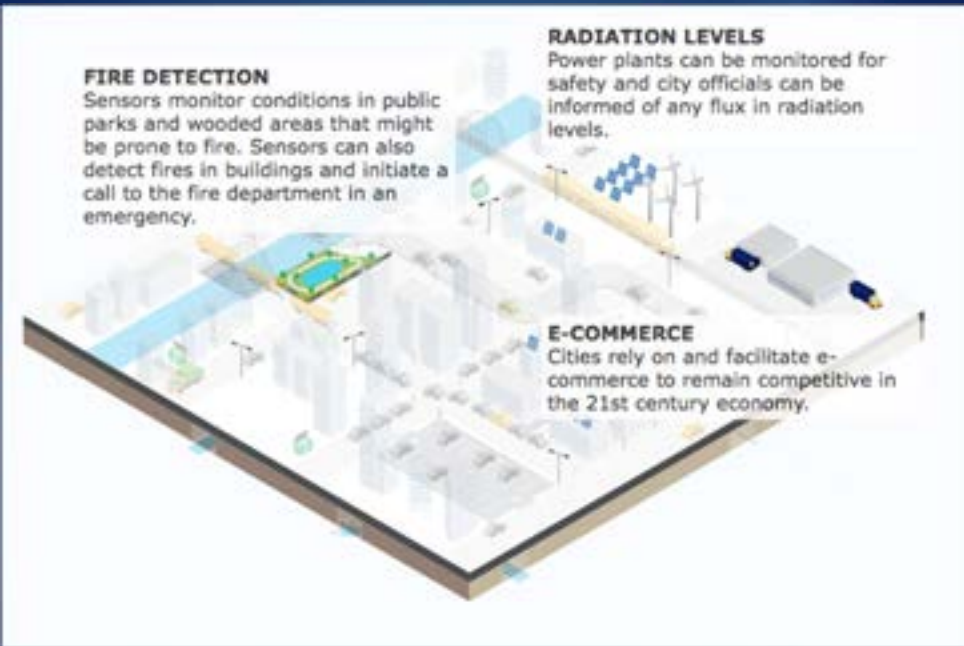 FIRE DETECTION
Sensors monitor conditions in public
parks and wooded areas that might
be prone to fire. Sensors can also
detect fires in buildings and initiate a
call to the fire department in an
emergency.
RADIATION LEVELS
Power plants can be monitored for
safety and city officials can be
informed of any flux in radiation
levels.
E-COMMERCE
Cities rely on and facilitate e-
commerce to remain competitive in
the 21st century economy.